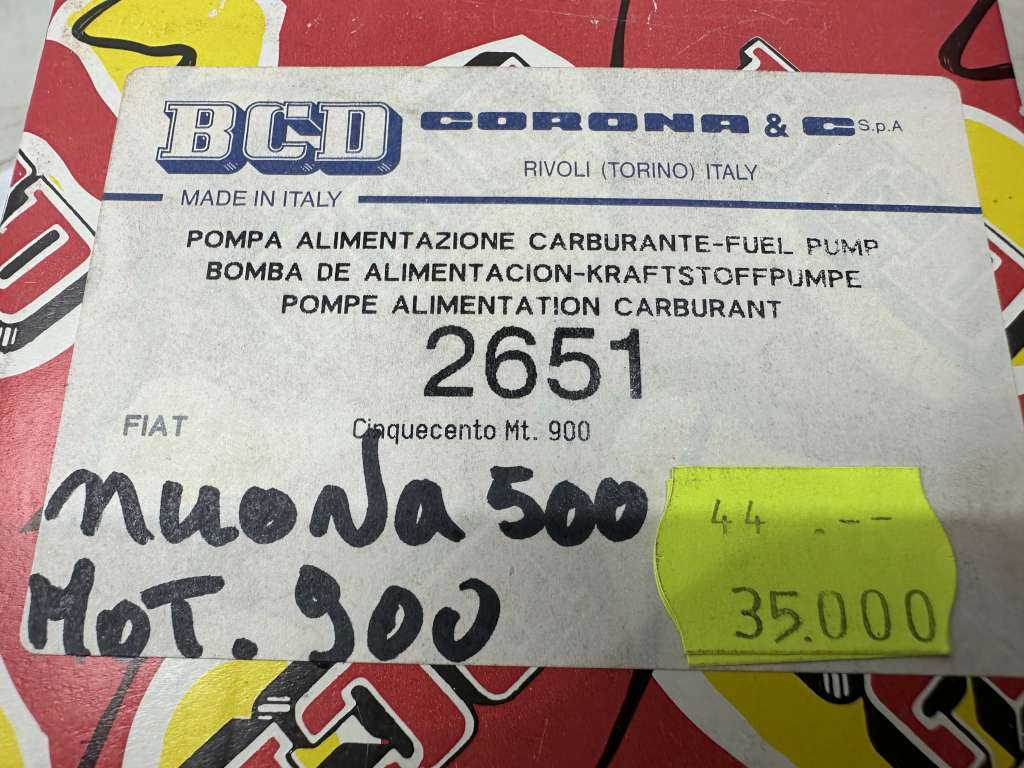 BCD CORONA & C S.p.A
RIVOLI (TORINO) ITALY
MADE IN ITALY
POMPA ALIMENTAZIONE CARBURANTE-FUEL PUMP
BOMBA DE ALIMENTACION-KRAFTSTOFFPUMPE
POMPE ALIMENTATION CARBURANT
2651
FIAT Cinquecento Mt. 900
nuova 500
MOT. 900
44 .--
35.000